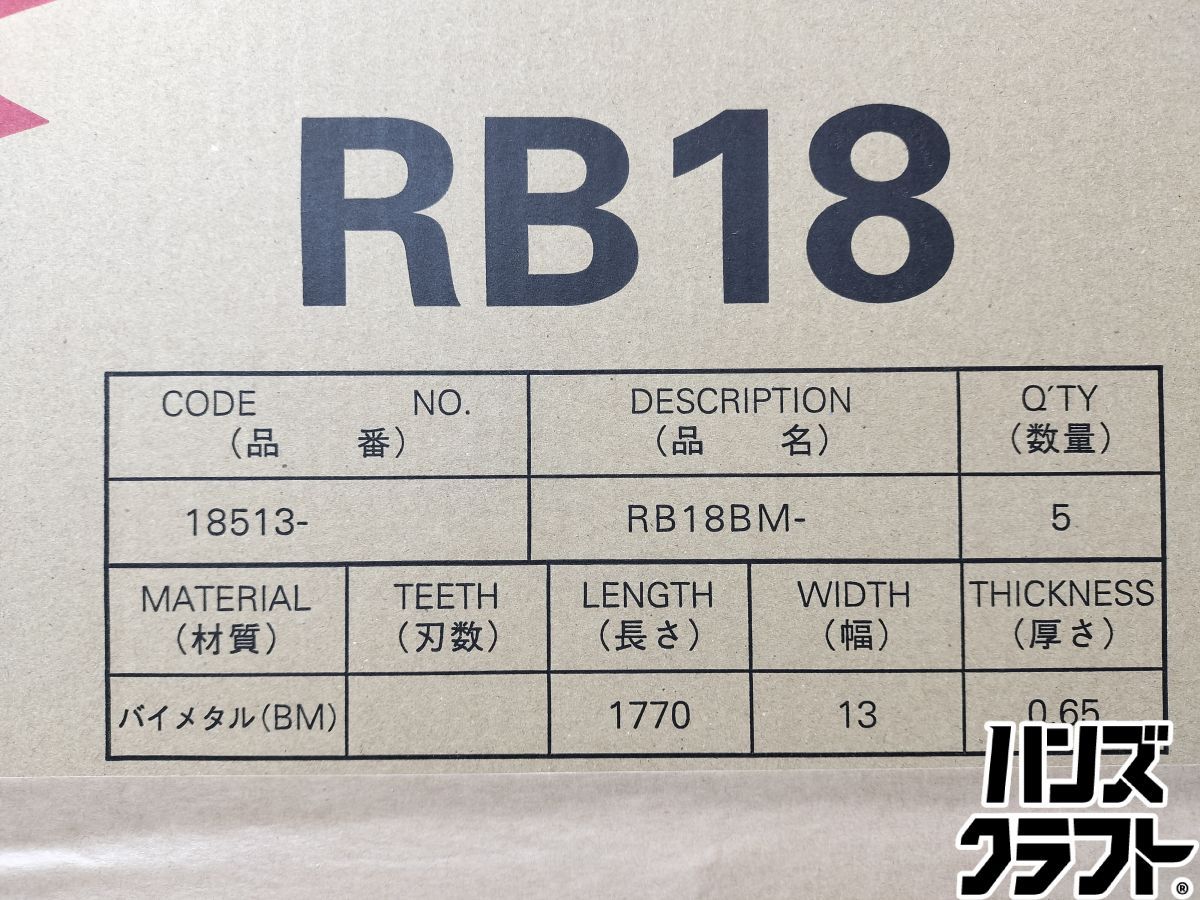 RB18
CODE NO. DESCRIPTION Q'TY
(品 番) (品 名) (数量)
18513- RB18BM- 5
MATERIAL TEETH LENGTH WIDTH THICKNESS
(材質) (刃数) (長さ) (幅) (厚さ)
バイメタル(BM) 1770 13 0.65
ハンズ
クラフト®